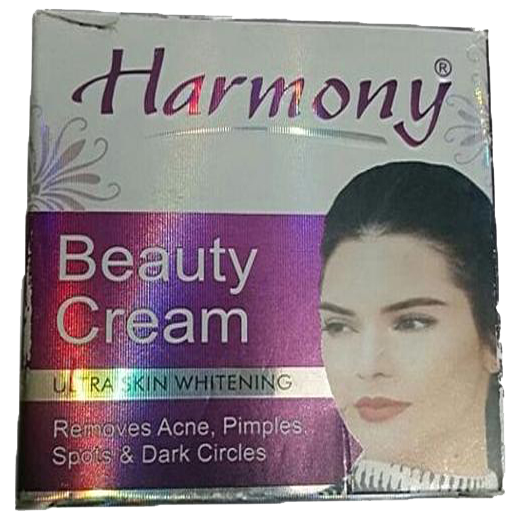 Harmony®
Beauty
Cream
ULTRA SKIN WHITENING
Removes Acne, Pimples,
Spots & Dark Circles